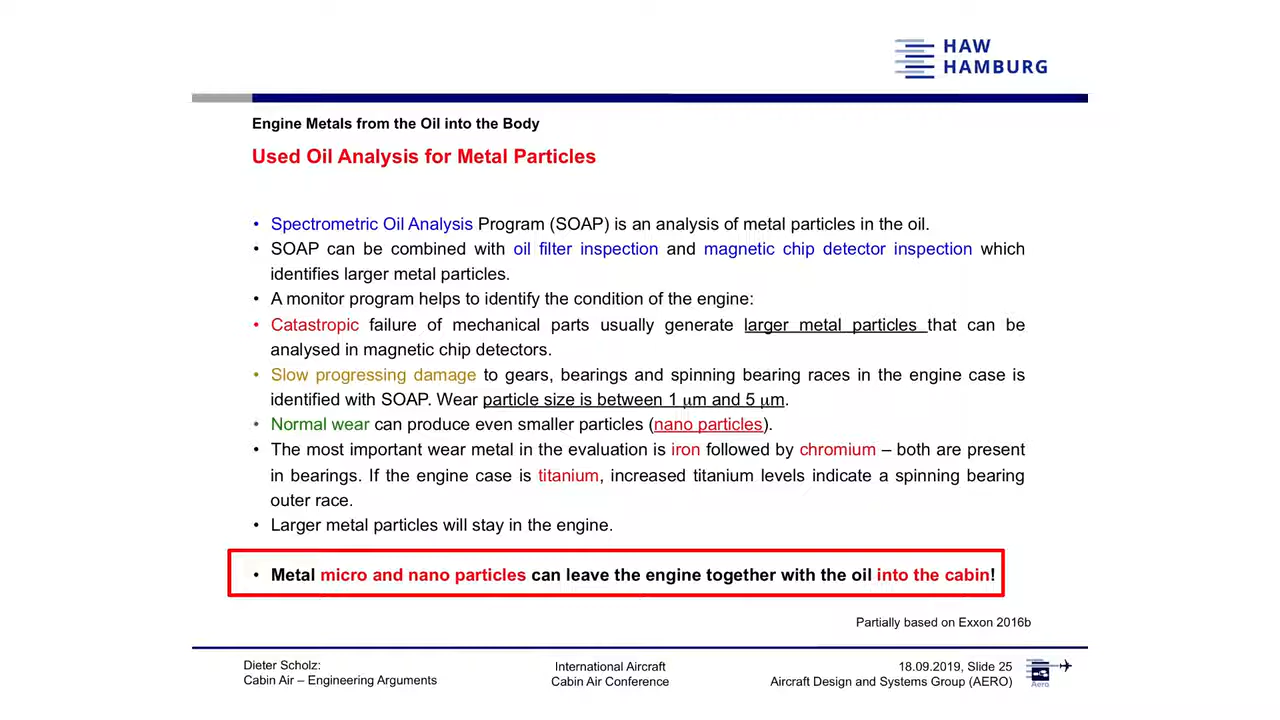 HAW
HAMBURG
Engine Metals from the Oil into the Body
Used Oil Analysis for Metal Particles
• Spectrometric Oil Analysis Program (SOAP) is an analysis of metal particles in the oil.
• SOAP can be combined with oil filter inspection and magnetic chip detector inspection which
identifies larger metal particles.
• A monitor program helps to identify the condition of the engine:
• Catastropic failure of mechanical parts usually generate larger metal particles that can be
analysed in magnetic chip detectors.
• Slow progressing damage to gears, bearings and spinning bearing races in the engine case is
identified with SOAP. Wear particle size is between 1 μm and 5 μm.
• Normal wear can produce even smaller particles (nano particles).
• The most important wear metal in the evaluation is iron followed by chromium – both are present
in bearings. If the engine case is titanium, increased titanium levels indicate a spinning bearing
outer race.
• Larger metal particles will stay in the engine.
• Metal micro and nano particles can leave the engine together with the oil into the cabin!
Partially based on Exxon 2016b
Dieter Scholz:
Cabin Air – Engineering Arguments
International Aircraft
Cabin Air Conference
18.09.2019, Slide 25
Aircraft Design and Systems Group (AERO)
Aero